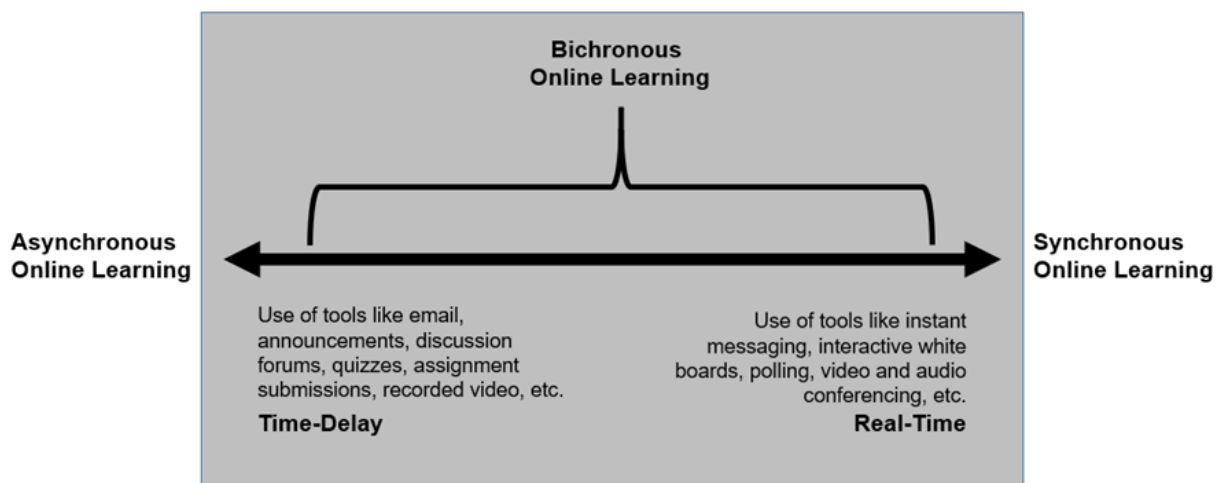 Bichronous
Online Learning
Asynchronous
Online Learning
Synchronous
Online Learning
Use of tools like email,
announcements, discussion
forums, quizzes, assignment
submissions, recorded video, etc.
Time-Delay
Use of tools like instant
messaging, interactive white
boards, polling, video and audio
conferencing, etc.
Real-Time